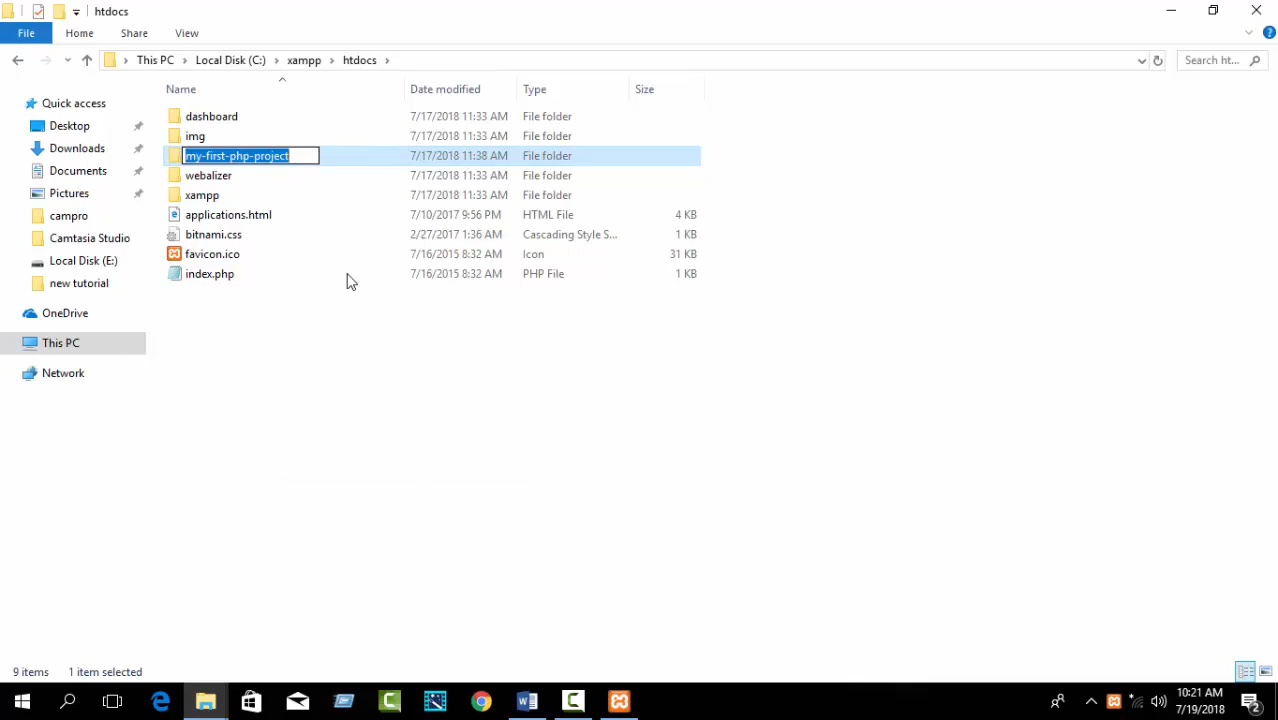 htdocs
File Home Share View
This PC Local Disk (C:) xampp htdocs Search ht...
Name Date modified Type Size
Quick access
Desktop
Downloads
Documents
Pictures
campro
Camtasia Studio
Local Disk (E:)
new tutorial
OneDrive
This PC
Network
dashboard 7/17/2018 11:33 AM File folder
img 7/17/2018 11:33 AM File folder
my-first-php-project 7/17/2018 11:38 AM File folder
webalizer 7/17/2018 11:33 AM File folder
xampp 7/17/2018 11:33 AM File folder
applications.html 7/10/2017 9:56 PM HTML File 4 KB
bitnami.css 2/27/2017 1:36 AM Cascading Style S... 1 KB
favicon.ico 7/16/2015 8:32 AM Icon 31 KB
index.php 7/16/2015 8:32 AM PHP File 1 KB
9 items 1 item selected
10:21 AM
7/19/2018
2